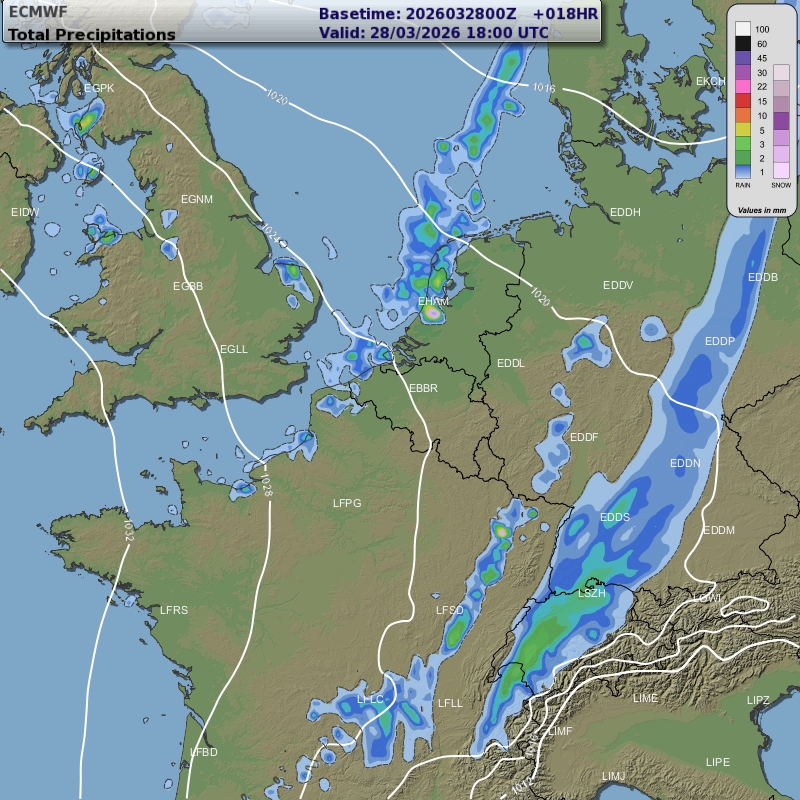 ECMWF
Basetime: 2026032800Z +018HR
Total Precipitations
Valid: 28/03/2026 18:00 UTC
100
60
45
30
22
15
10
5
3
2
1
RAIN SNOW
Values in mm
EGPK
1020
1016
EKCH
EGNM
EIDW
EDDH
1024
EDDB
EGBB
EDDV
EHAM
1020
EGLL
EDDP
EDDL
EBBR
EDDF
EDDN
1028
LFPG
EDDS
1032
EDDM
LSZH
LOWI
LFRS
LFSD
LFLC
LFLL
LIME
LIPZ
LIMF
LFBD
LIPE
LIMJ
1012